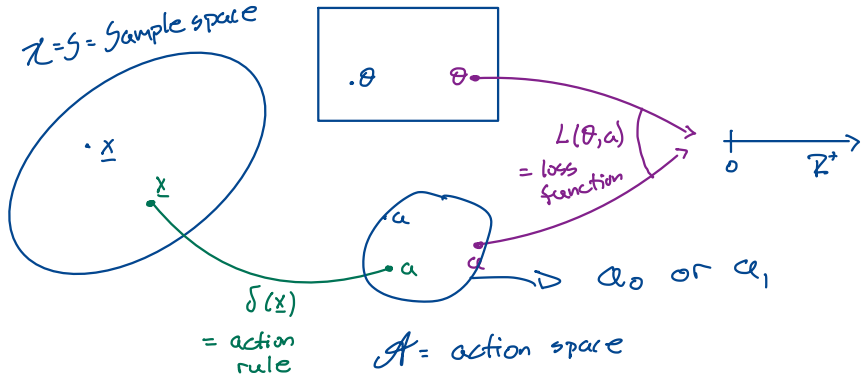 𝒳 = S = Sample space
. θ
θ
. x
x
L(θ, a)
= loss
function
0
R⁺
. a
a
a
a₀ or a₁
δ(x)
= action
rule
𝒜 = action space